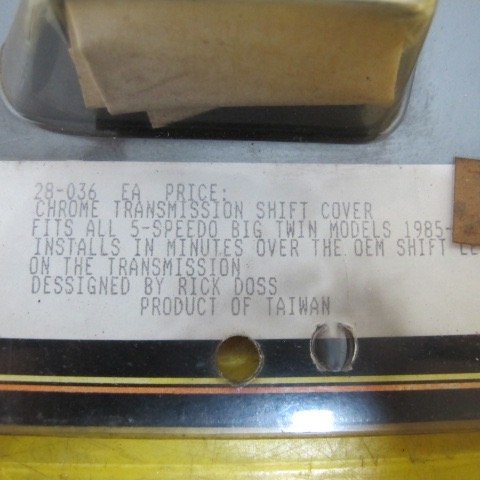 28-036 EA PRICE:
CHROME TRANSMISSION SHIFT COVER
FITS ALL 5-SPEEDO BIG TWIN MODELS 1985-
INSTALLS IN MINUTES OVER THE OEM SHIFT LE
ON THE TRANSMISSION
DESSIGNED BY RICK DOSS
PRODUCT OF TAIWAN